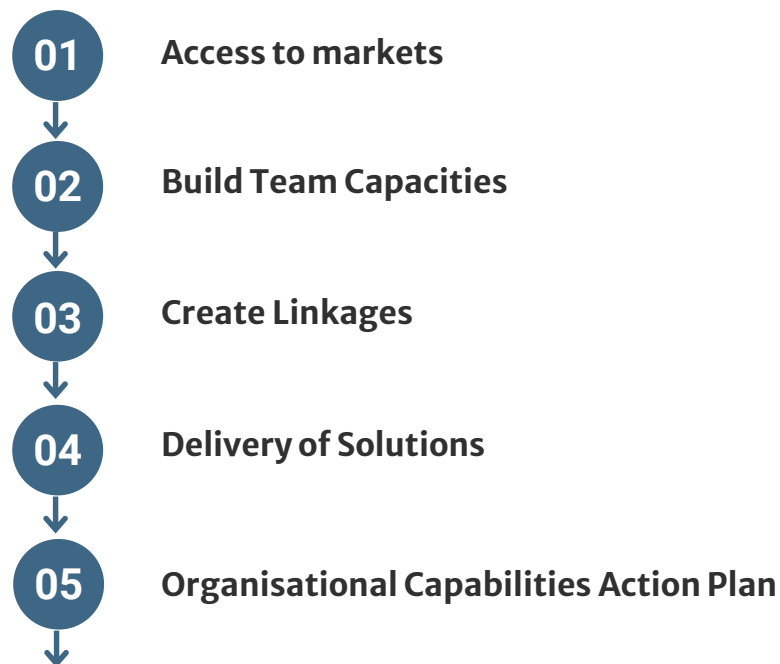 01
Access to markets
02
Build Team Capacities
03
Create Linkages
04
Delivery of Solutions
05
Organisational Capabilities Action Plan